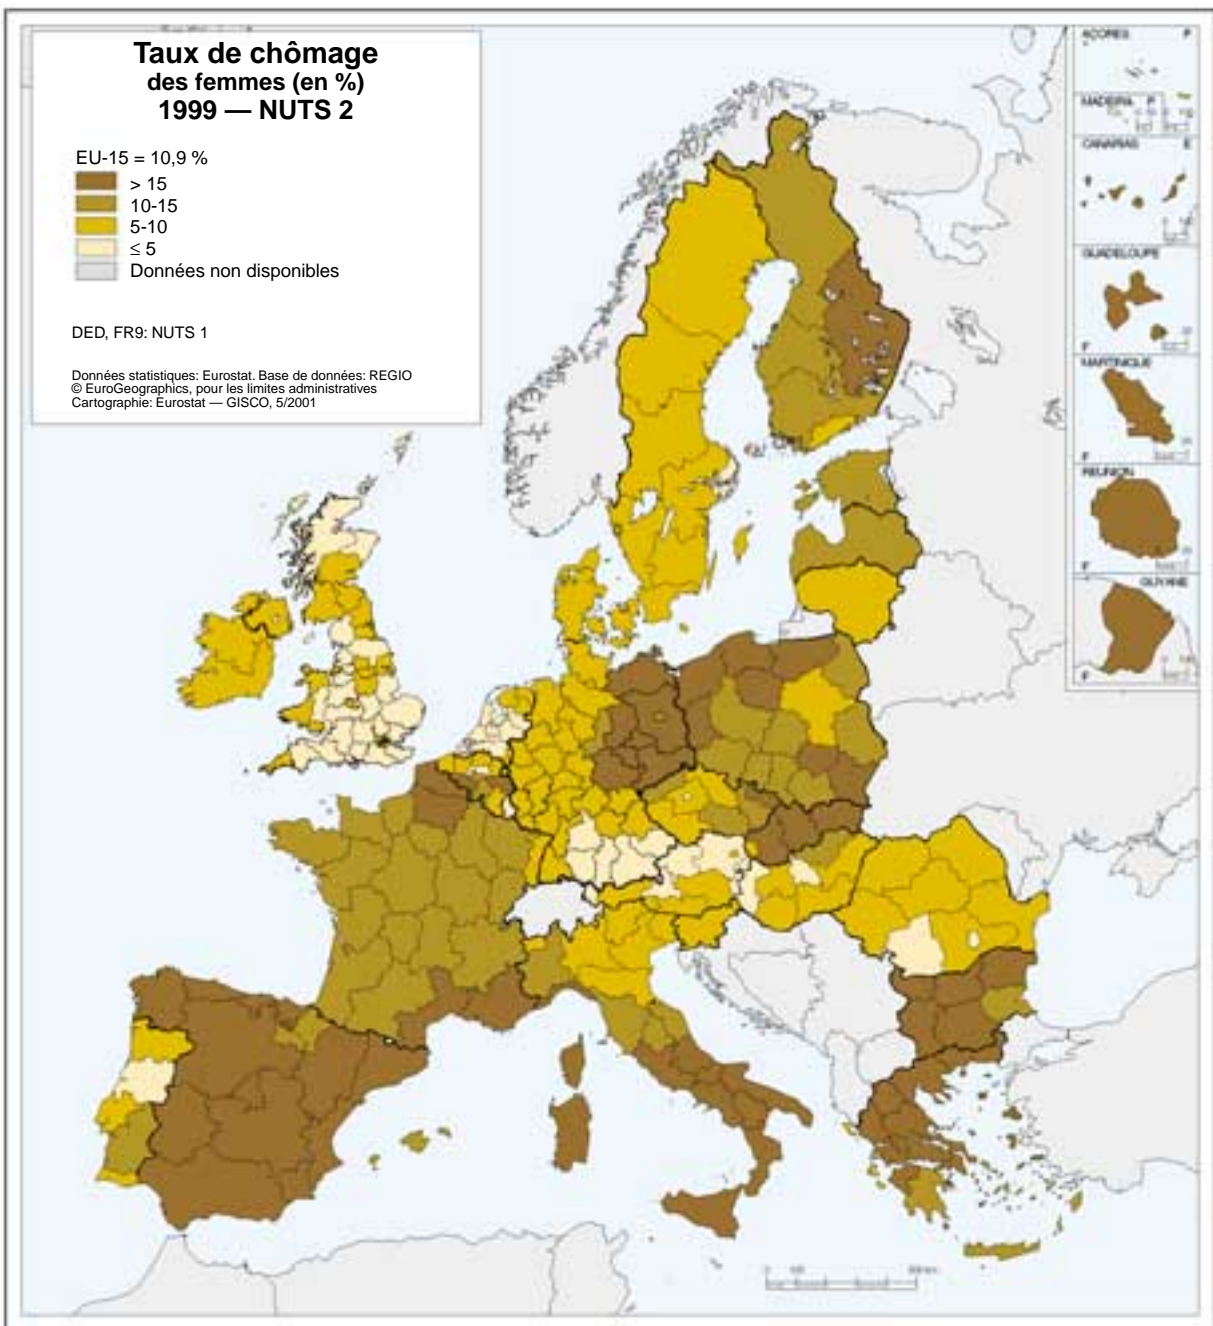 Taux de chômage
des femmes (en %)
1999 — NUTS 2
EU-15 = 10,9 %
> 15
10-15
5-10
≤ 5
Données non disponibles
DED, FR9: NUTS 1
Données statistiques: Eurostat. Base de données: REGIO
© EuroGeographics, pour les limites administratives
Cartographie: Eurostat — GISCO, 5/2001
AÇORES P
MADEIRA P
CANARIAS E
GUADELOUPE
F
MARTINIQUE
F
REUNION
F
GUYANE
F